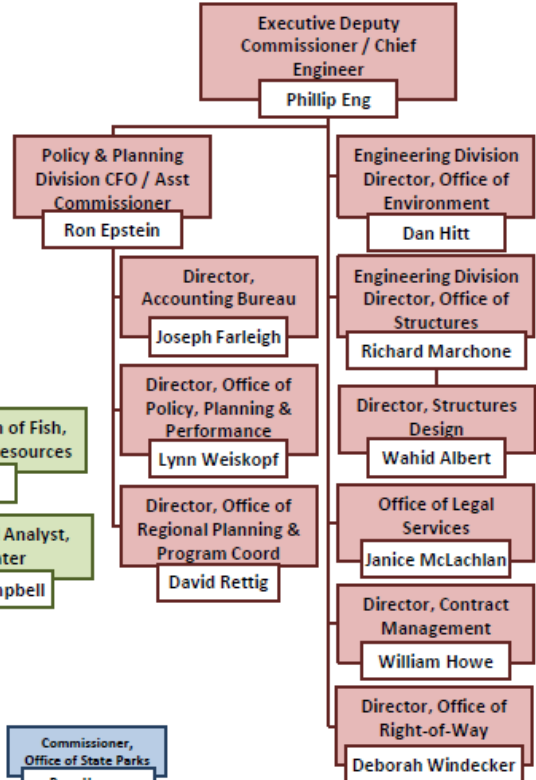 Executive Deputy
Commissioner / Chief
Engineer
Phillip Eng
Policy & Planning
Division CFO / Asst
Commissioner
Ron Epstein
Director,
Accounting Bureau
Joseph Farleigh
Director, Office of
Policy, Planning &
Performance
Lynn Weiskopf
Director, Office of
Regional Planning &
Program Coord
David Rettig
Engineering Division
Director, Office of
Environment
Dan Hitt
Engineering Division
Director, Office of
Structures
Richard Marchone
Director, Structures
Design
Wahid Albert
Office of Legal
Services
Janice McLachlan
Director, Contract
Management
William Howe
Director, Office of
Right-of-Way
Deborah Windecker
of Fish,
Analyst,
Commissioner,
Office of State Parks